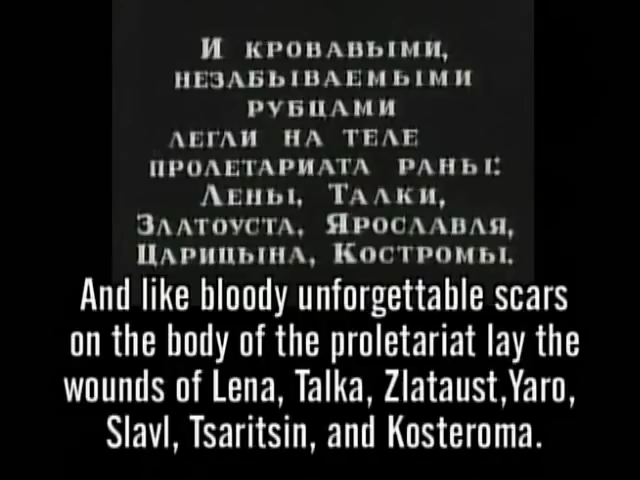 И КРОВАВЫМИ,
НЕЗАБЫВАЕМЫМИ
РУБЦАМИ
ЛЕГЛИ НА ТЕЛЕ
ПРОЛЕТАРИАТА РАНЫ:
ЛЕНЫ, ТАЛКИ,
ЗЛАТОУСТА, ЯРОСЛАВЛЯ,
ЦАРИЦЫНА, КОСТРОМЫ.
And like bloody unforgettable scars
on the body of the proletariat lay the
wounds of Lena, Talka, Zlataust,Yaro,
Slavl, Tsaritsin, and Kosteroma.